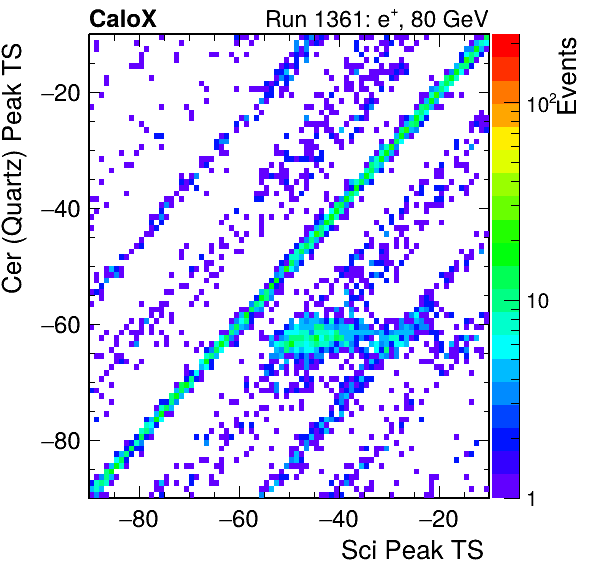 CaloX Run 1361: e⁺, 80 GeV
Cer (Quartz) Peak TS
−20
−40
−60
−80
−80 −60 −40 −20
Sci Peak TS
Events
10²
10
1